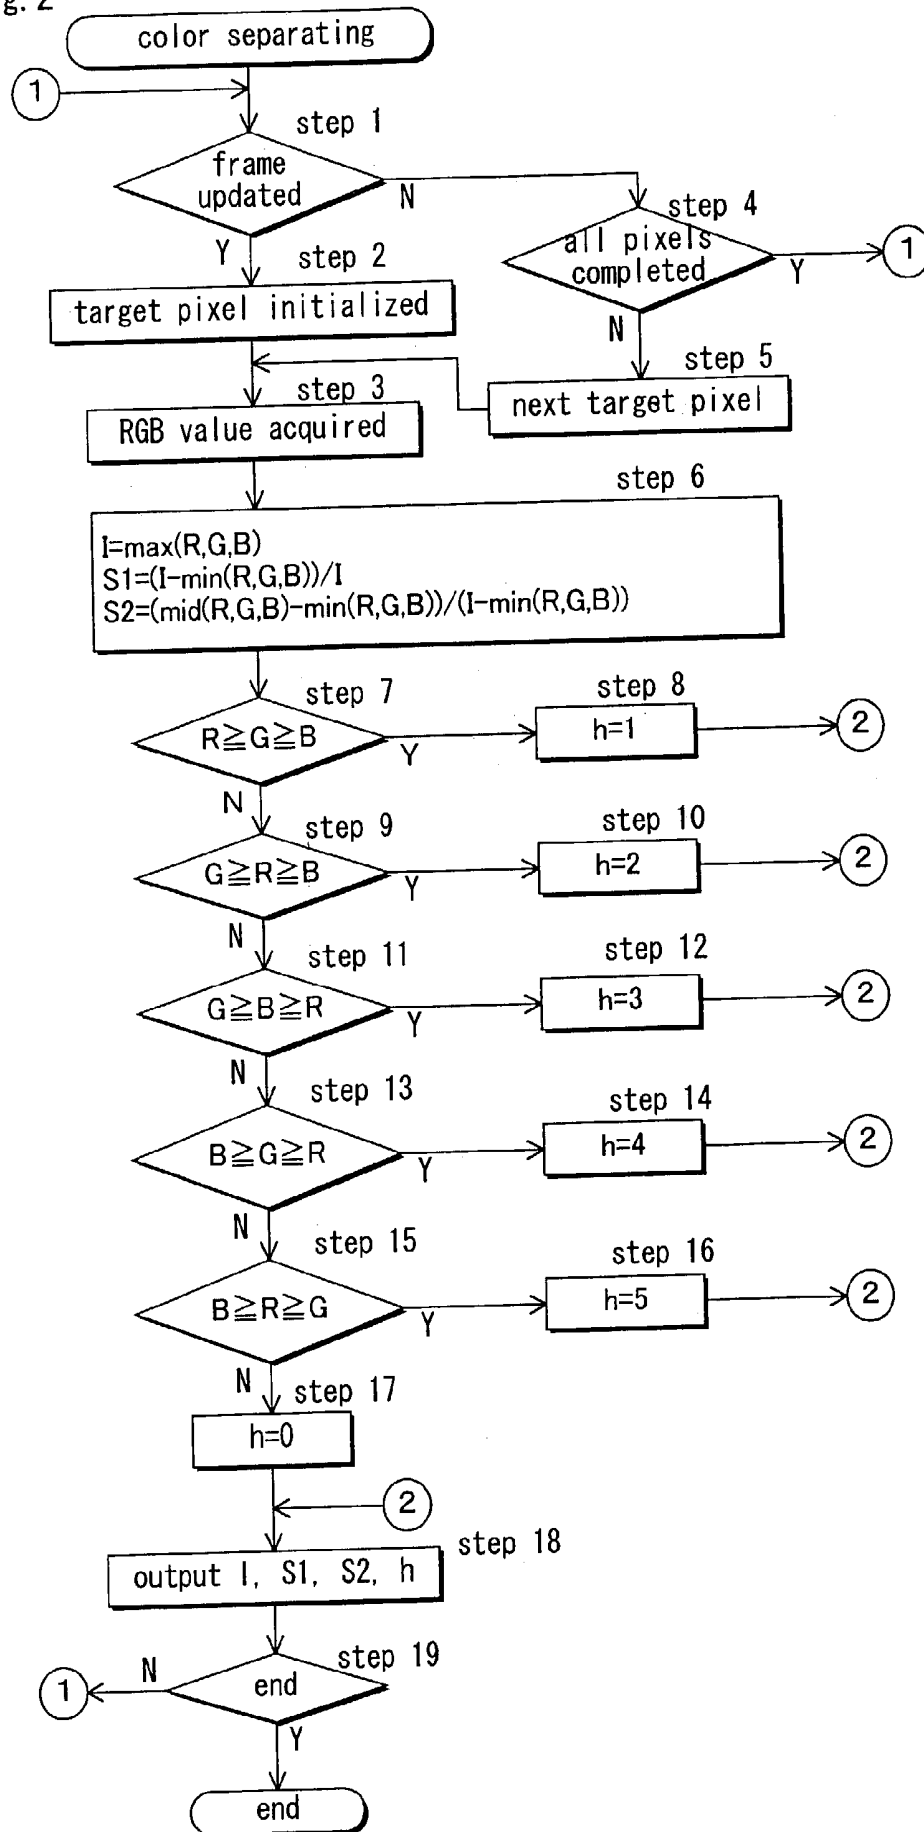 g. 2
color separating
1
step 1
frame
updated
N
Y
step 4
all pixels
completed
Y
1
N
step 2
target pixel initialized
step 5
next target pixel
step 3
RGB value acquired
step 6
I=max(R,G,B)
S1=(I-min(R,G,B))/I
S2=(mid(R,G,B)-min(R,G,B))/(I-min(R,G,B))
step 7
R≧G≧B
Y
N
step 8
h=1
2
step 9
G≧R≧B
Y
N
step 10
h=2
2
step 11
G≧B≧R
Y
N
step 12
h=3
2
step 13
B≧G≧R
Y
N
step 14
h=4
2
step 15
B≧R≧G
Y
N
step 16
h=5
2
step 17
h=0
2
step 18
output I, S1, S2, h
step 19
end
N
1
Y
end